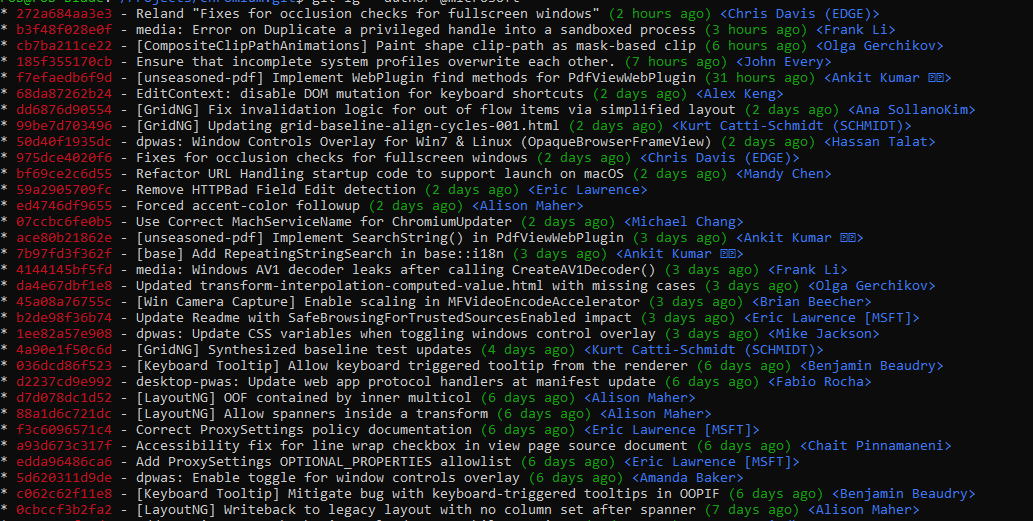 * 272a684aa3e3 - Reland "Fixes for occlusion checks for fullscreen windows" (2 hours ago) <Chris Davis (EDGE)>
* b3f48f028e0f - media: Error on Duplicate a privileged handle into a sandboxed process (3 hours ago) <Frank Li>
* cb7ba211ce22 - [CompositeClipPathAnimations] Paint shape clip-path as mask-based clip (6 hours ago) <Olga Gerchikov>
* 185f355170cb - Ensure that incomplete system profiles overwrite each other. (7 hours ago) <John Every>
* f7efaedb6f9d - [unseasoned-pdf] Implement WebPlugin find methods for PdfViewWebPlugin (31 hours ago) <Ankit Kumar >
* 68da87262b24 - EditContext: disable DOM mutation for keyboard shortcuts (2 days ago) <Alex Keng>
* dd6876d90554 - [GridNG] Fix invalidation logic for out of flow items via simplified layout (2 days ago) <Ana SollanoKim>
* 99be7d703496 - [GridNG] Updating grid-baseline-align-cycles-001.html (2 days ago) <Kurt Catti-Schmidt (SCHMIDT)>
* 50d40f1935dc - dpwas: Window Controls Overlay for Win7 & Linux (OpaqueBrowserFrameView) (2 days ago) <Hassan Talat>
* 975dce4020f6 - Fixes for occlusion checks for fullscreen windows (2 days ago) <Chris Davis (EDGE)>
* bf69ce2c6d55 - Refactor URL Handling startup code to support launch on macOS (2 days ago) <Mandy Chen>
* 59a2905709fc - Remove HTTPBad Field Edit detection (2 days ago) <Eric Lawrence>
* ed4746df9655 - Forced accent-color followup (2 days ago) <Alison Maher>
* 07ccbc6fe0b5 - Use Correct MachServiceName for ChromiumUpdater (2 days ago) <Michael Chang>
* ace80b21862e - [unseasoned-pdf] Implement SearchString() in PdfViewWebPlugin (3 days ago) <Ankit Kumar >
* 7b97fd3f362f - [base] Add RepeatingStringSearch in base::i18n (3 days ago) <Ankit Kumar >
* 4144145bf5fd - media: Windows AV1 decoder leaks after calling CreateAV1Decoder() (3 days ago) <Frank Li>
* da4e67dbf1e8 - Updated transform-interpolation-computed-value.html with missing cases (3 days ago) <Olga Gerchikov>
* 45a08a76755c - [Win Camera Capture] Enable scaling in MFVideoEncodeAccelerator (3 days ago) <Brian Beecher>
* b2de98f36b74 - Update Readme with SafeBrowsingForTrustedSourcesEnabled impact (3 days ago) <Eric Lawrence [MSFT]>
* 1ee82a57e908 - dpwas: Update CSS variables when toggling windows control overlay (3 days ago) <Mike Jackson>
* 4a90e1f50c6d - [GridNG] Synthesized baseline test updates (4 days ago) <Kurt Catti-Schmidt (SCHMIDT)>
* 036dcd86f523 - [Keyboard Tooltip] Allow keyboard triggered tooltip from the renderer (6 days ago) <Benjamin Beaudry>
* d2237cd9e992 - desktop-pwas: Update web app protocol handlers at manifest update (6 days ago) <Fabio Rocha>
* d7d078dc1d52 - [LayoutNG] OOF contained by inner multicol (6 days ago) <Alison Maher>
* 88a1d6c721dc - [LayoutNG] Allow spanners inside a transform (6 days ago) <Alison Maher>
* f3c6096571c4 - Correct ProxySettings policy documentation (6 days ago) <Eric Lawrence [MSFT]>
* a93d673c317f - Accessibility fix for line wrap checkbox in view page source document (6 days ago) <Chait Pinnamaneni>
* edda96486ca6 - Add ProxySettings OPTIONAL_PROPERTIES allowlist (6 days ago) <Eric Lawrence [MSFT]>
* 5d620311d9de - dpwas: Enable toggle for window controls overlay (6 days ago) <Amanda Baker>
* c062c62f11e8 - [Keyboard Tooltip] Mitigate bug with keyboard-triggered tooltips in OOPIF (6 days ago) <Benjamin Beaudry>
* 0cbccf3b2fa2 - [LayoutNG] Writeback to legacy layout with no column set after spanner (7 days ago) <Alison Maher>